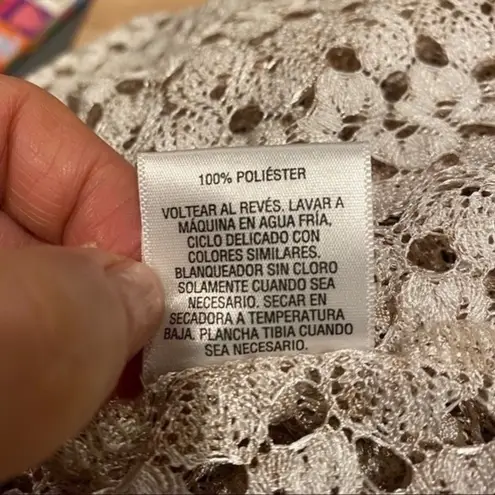 100% POLIÉSTER
VOLTEAR AL REVÉS. LAVAR A
MÁQUINA EN AGUA FRÍA,
CICLO DELICADO CON
COLORES SIMILARES.
BLANQUEADOR SIN CLORO
SOLAMENTE CUANDO SEA
NECESARIO. SECAR EN
SECADORA A TEMPERATURA
BAJA. PLANCHA TIBIA CUANDO
SEA NECESARIO.